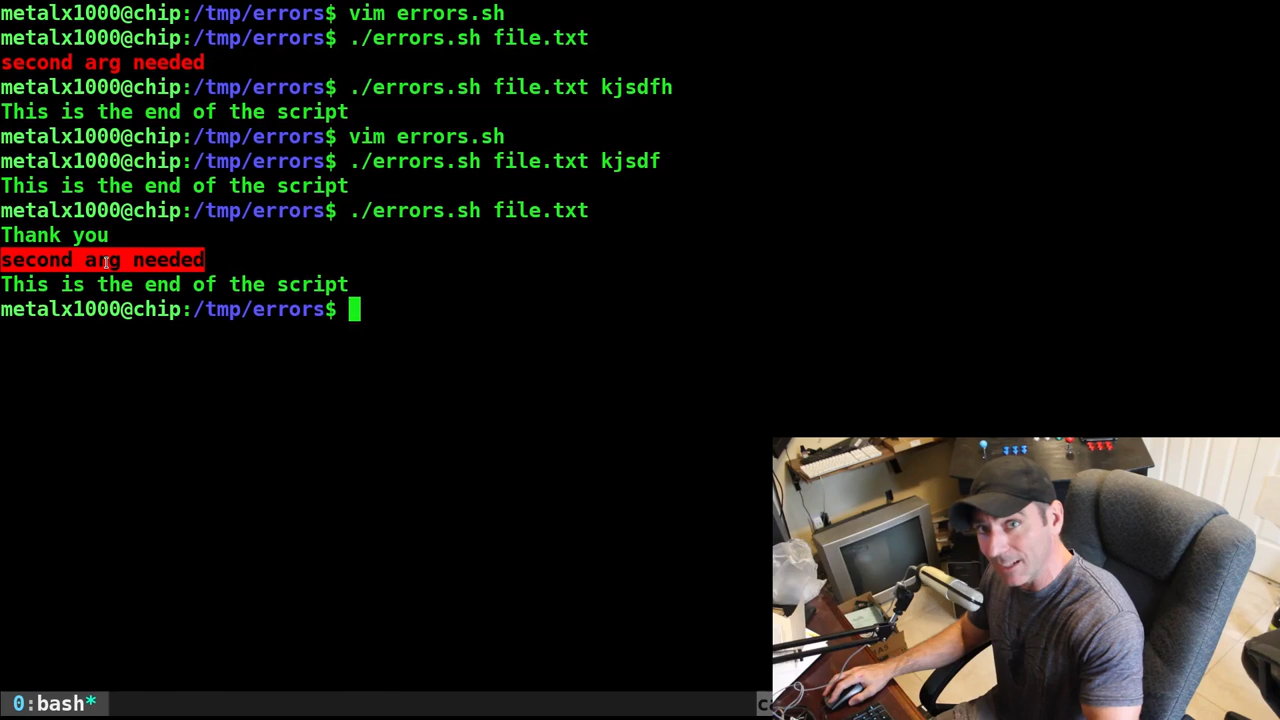 metalx1000@chip:/tmp/errors$ vim errors.sh
metalx1000@chip:/tmp/errors$ ./errors.sh file.txt
second arg needed
metalx1000@chip:/tmp/errors$ ./errors.sh file.txt kjsdfh
This is the end of the script
metalx1000@chip:/tmp/errors$ vim errors.sh
metalx1000@chip:/tmp/errors$ ./errors.sh file.txt kjsdf
This is the end of the script
metalx1000@chip:/tmp/errors$ ./errors.sh file.txt
Thank you
second arg needed
This is the end of the script
metalx1000@chip:/tmp/errors$
0:bash*